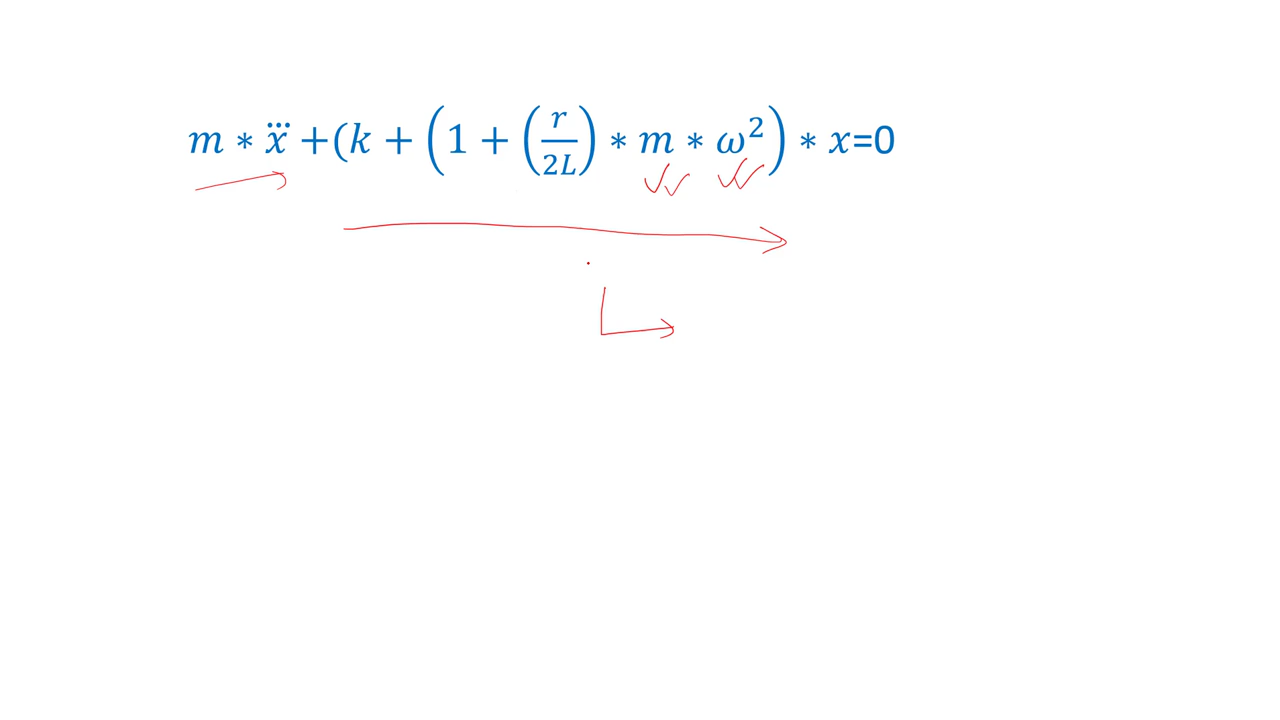 m * x⃛ +(k + (1 + (r/2L) * m * ω²) * x=0